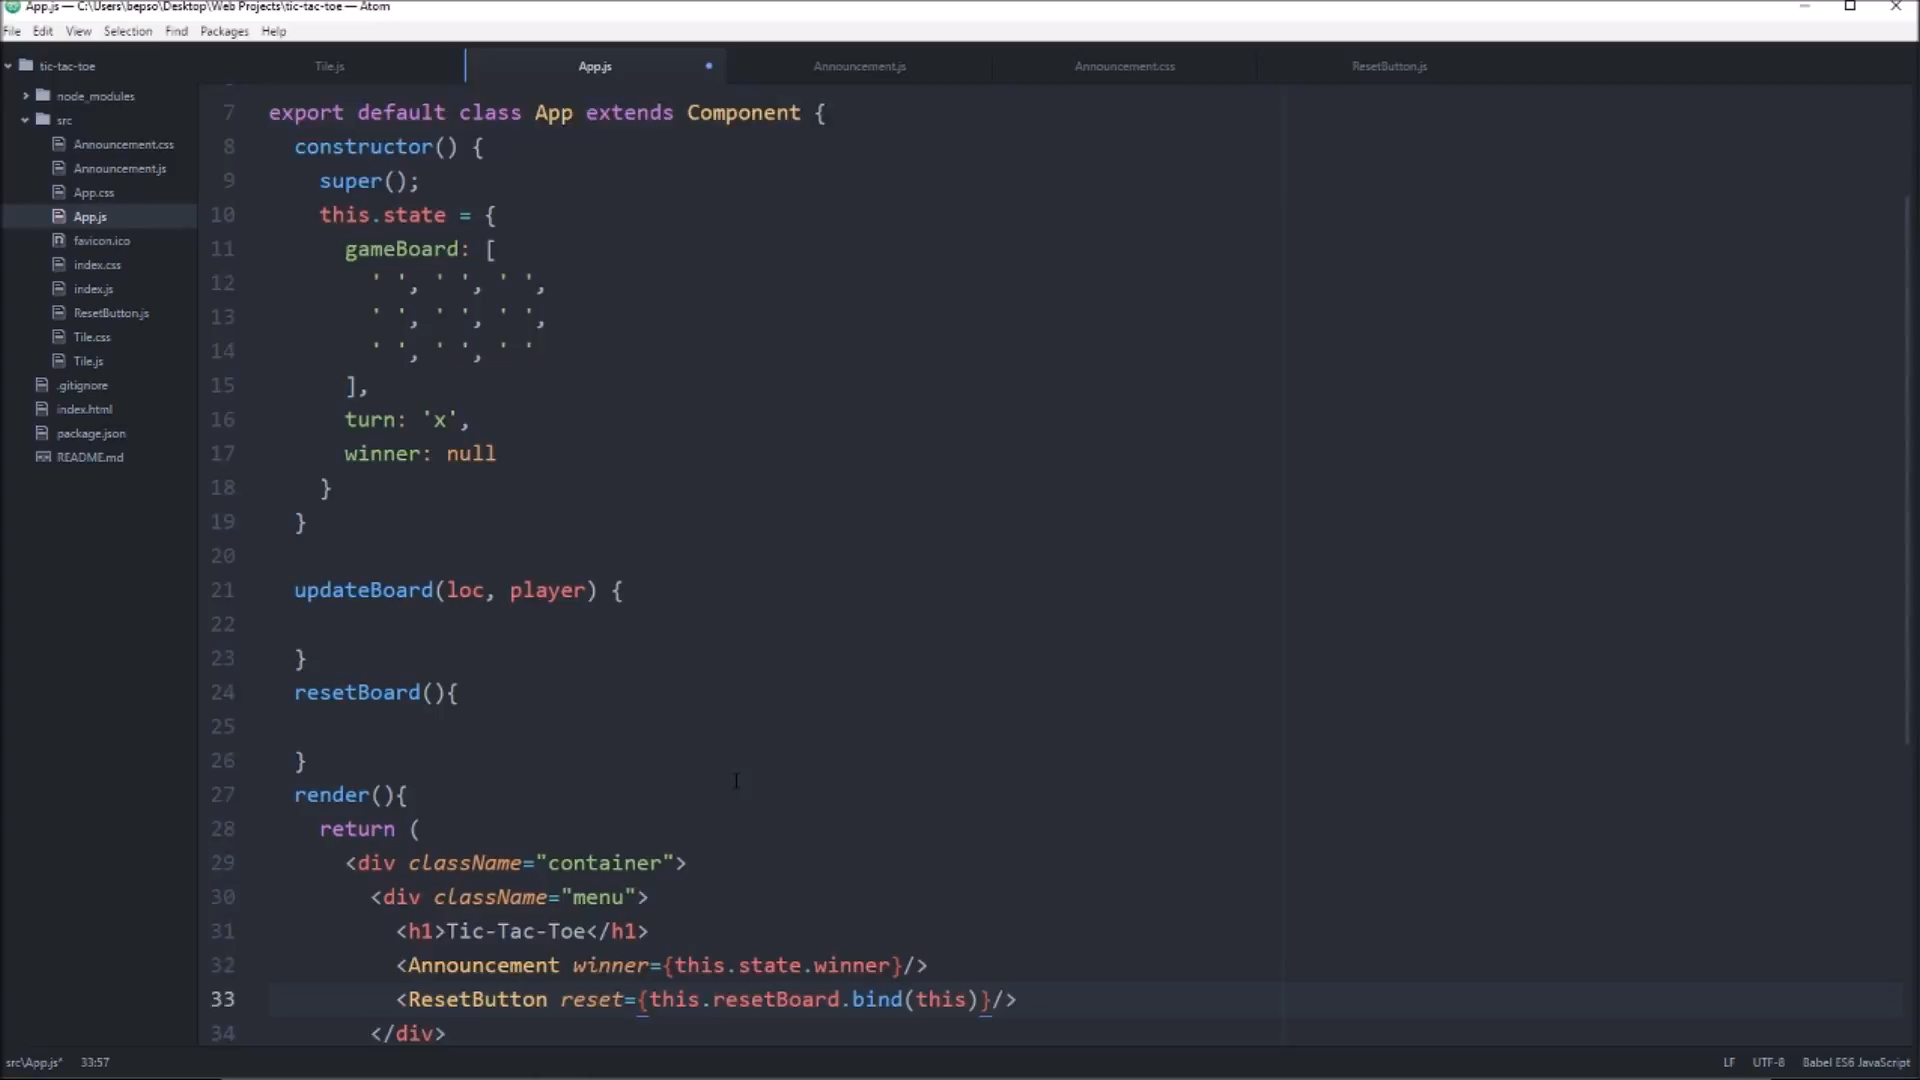 App.js — C:\Users\bepso\Desktop\Web Projects\tic-tac-toe — Atom
File Edit View Selection Find Packages Help
tic-tac-toe
node_modules
src
Announcement.css
Announcement.js
App.css
App.js
favicon.ico
index.css
index.js
ResetButton.js
Tile.css
Tile.js
.gitignore
index.html
package.json
README.md
Tile.js App.js Announcement.js Announcement.css ResetButton.js
7 export default class App extends Component {
8 constructor() {
9 super();
10 this.state = {
11 gameBoard: [
12 ' ', ' ', ' ',
13 ' ', ' ', ' ',
14 ' ', ' ', ' '
15 ],
16 turn: 'x',
17 winner: null
18 }
19 }
20
21 updateBoard(loc, player) {
22
23 }
24 resetBoard(){
25
26 }
27 render(){
28 return (
29 <div className="container">
30 <div className="menu">
31 <h1>Tic-Tac-Toe</h1>
32 <Announcement winner={this.state.winner}/>
33 <ResetButton reset={this.resetBoard.bind(this)}/>
34 </div>
src\App.js* 33:57 LF UTF-8 Babel ES6 JavaScript